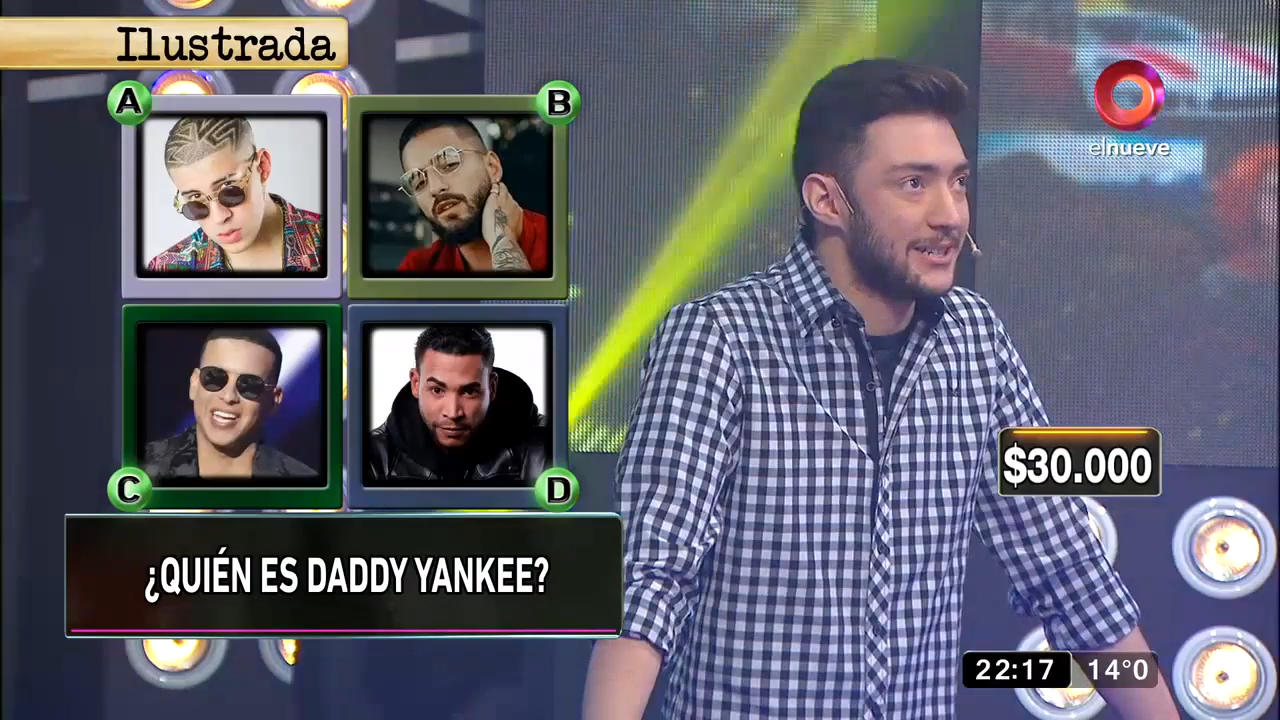 Ilustrada
A
B
C
D
¿QUIÉN ES DADDY YANKEE?
elnueve
$30.000
22:17 14°0